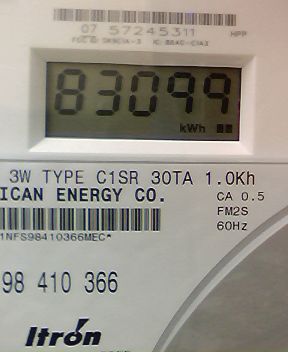 07 57245311 HPP
83099
kWh
3W TYPE C1SR 30TA 1.0Kh
ICAN ENERGY CO. CA 0.5
FM2S
60Hz
1NFS98410366MEC*
98 410 366
Itron